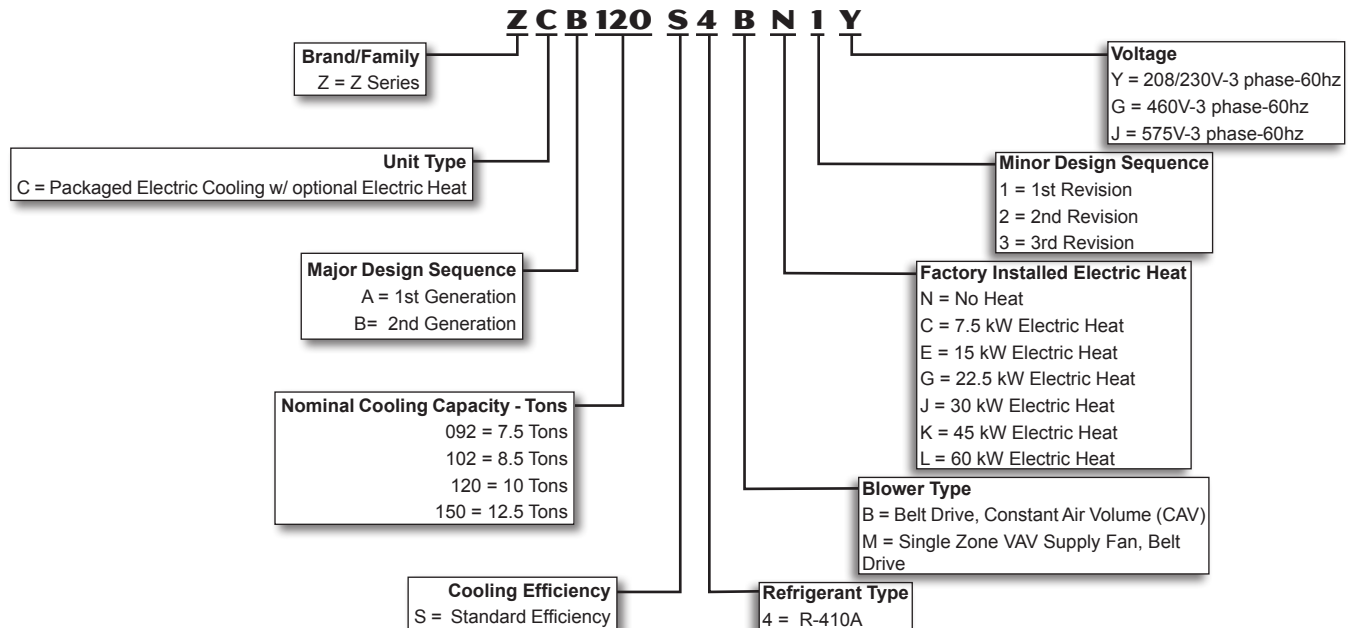 Z C B 120 S 4 B N 1 Y
Brand/Family
Z = Z Series
Unit Type
C = Packaged Electric Cooling w/ optional Electric Heat
Major Design Sequence
A = 1st Generation
B= 2nd Generation
Nominal Cooling Capacity - Tons
092 = 7.5 Tons
102 = 8.5 Tons
120 = 10 Tons
150 = 12.5 Tons
Cooling Efficiency
S = Standard Efficiency
Voltage
Y = 208/230V-3 phase-60hz
G = 460V-3 phase-60hz
J = 575V-3 phase-60hz
Minor Design Sequence
1 = 1st Revision
2 = 2nd Revision
3 = 3rd Revision
Factory Installed Electric Heat
N = No Heat
C = 7.5 kW Electric Heat
E = 15 kW Electric Heat
G = 22.5 kW Electric Heat
J = 30 kW Electric Heat
K = 45 kW Electric Heat
L = 60 kW Electric Heat
Blower Type
B = Belt Drive, Constant Air Volume (CAV)
M = Single Zone VAV Supply Fan, Belt
Drive
Refrigerant Type
4 = R-410A